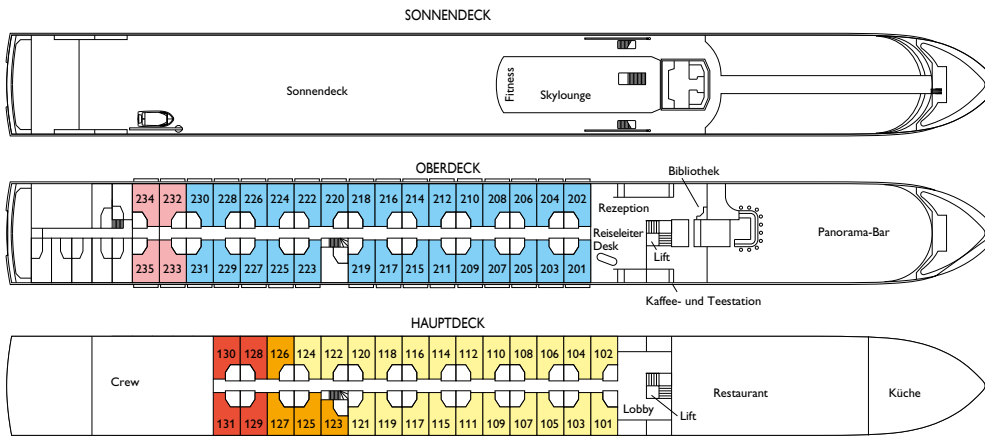 SONNENDECK
Sonnendeck
Fitness
Skylounge
OBERDECK
Bibliothek
234 232 230 228 226 224 222 220 218 216 214 212 210 208 206 204 202
Rezeption
Reiseleiter
Desk
Lift
Panorama-Bar
235 233 231 229 227 225 223 219 217 215 211 209 207 205 203 201
Kaffee- und Teestation
HAUPTDECK
130 128 126 124 122 120 118 116 114 112 110 108 106 104 102
Crew
Restaurant
Küche
Lobby
Lift
131 129 127 125 123 121 119 117 115 111 109 107 105 103 101